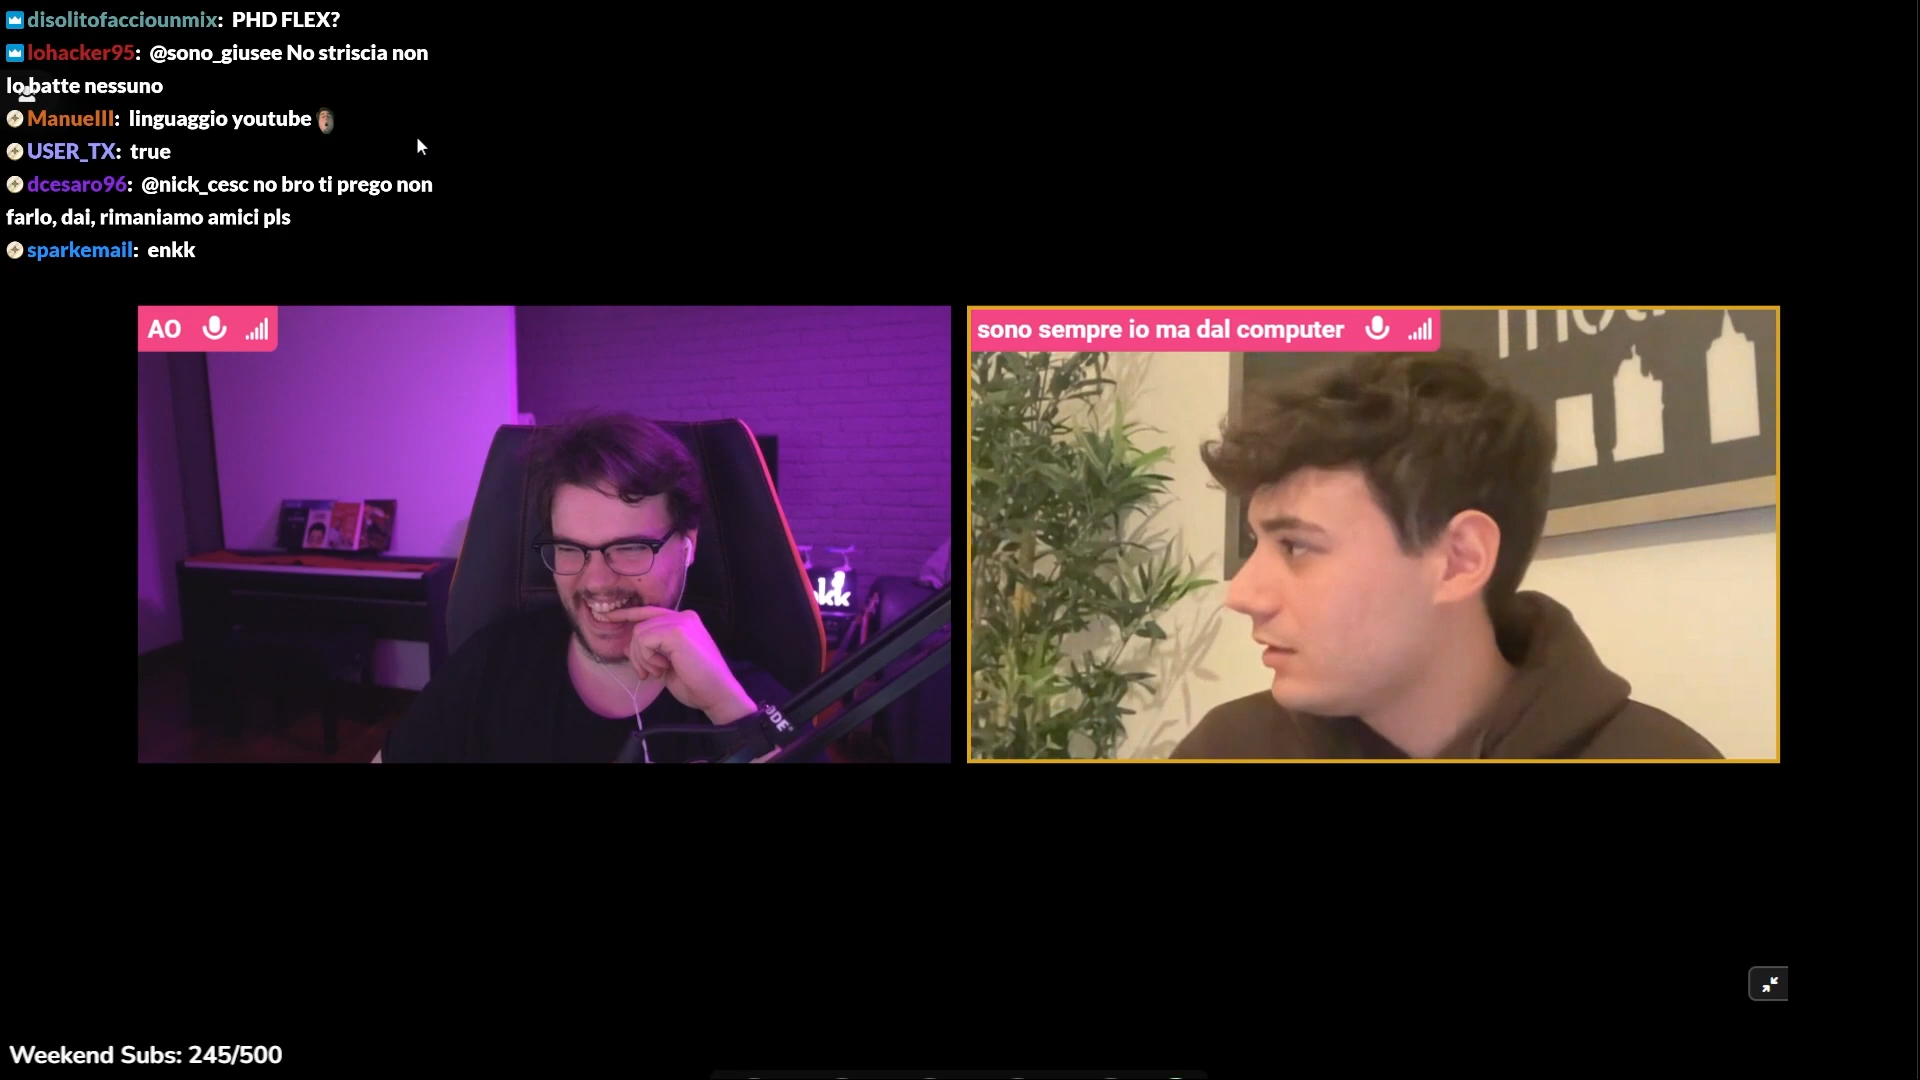 disolitofacciounmix: PHD FLEX?
lohacker95: @sono_giusee No striscia non
lo batte nessuno
Manuelll: linguaggio youtube
USER_TX: true
dcesaro96: @nick_cesc no bro ti prego non
farlo, dai, rimaniamo amici pls
sparkemail: enkk
AO
sono sempre io ma dal computer
Weekend Subs: 245/500